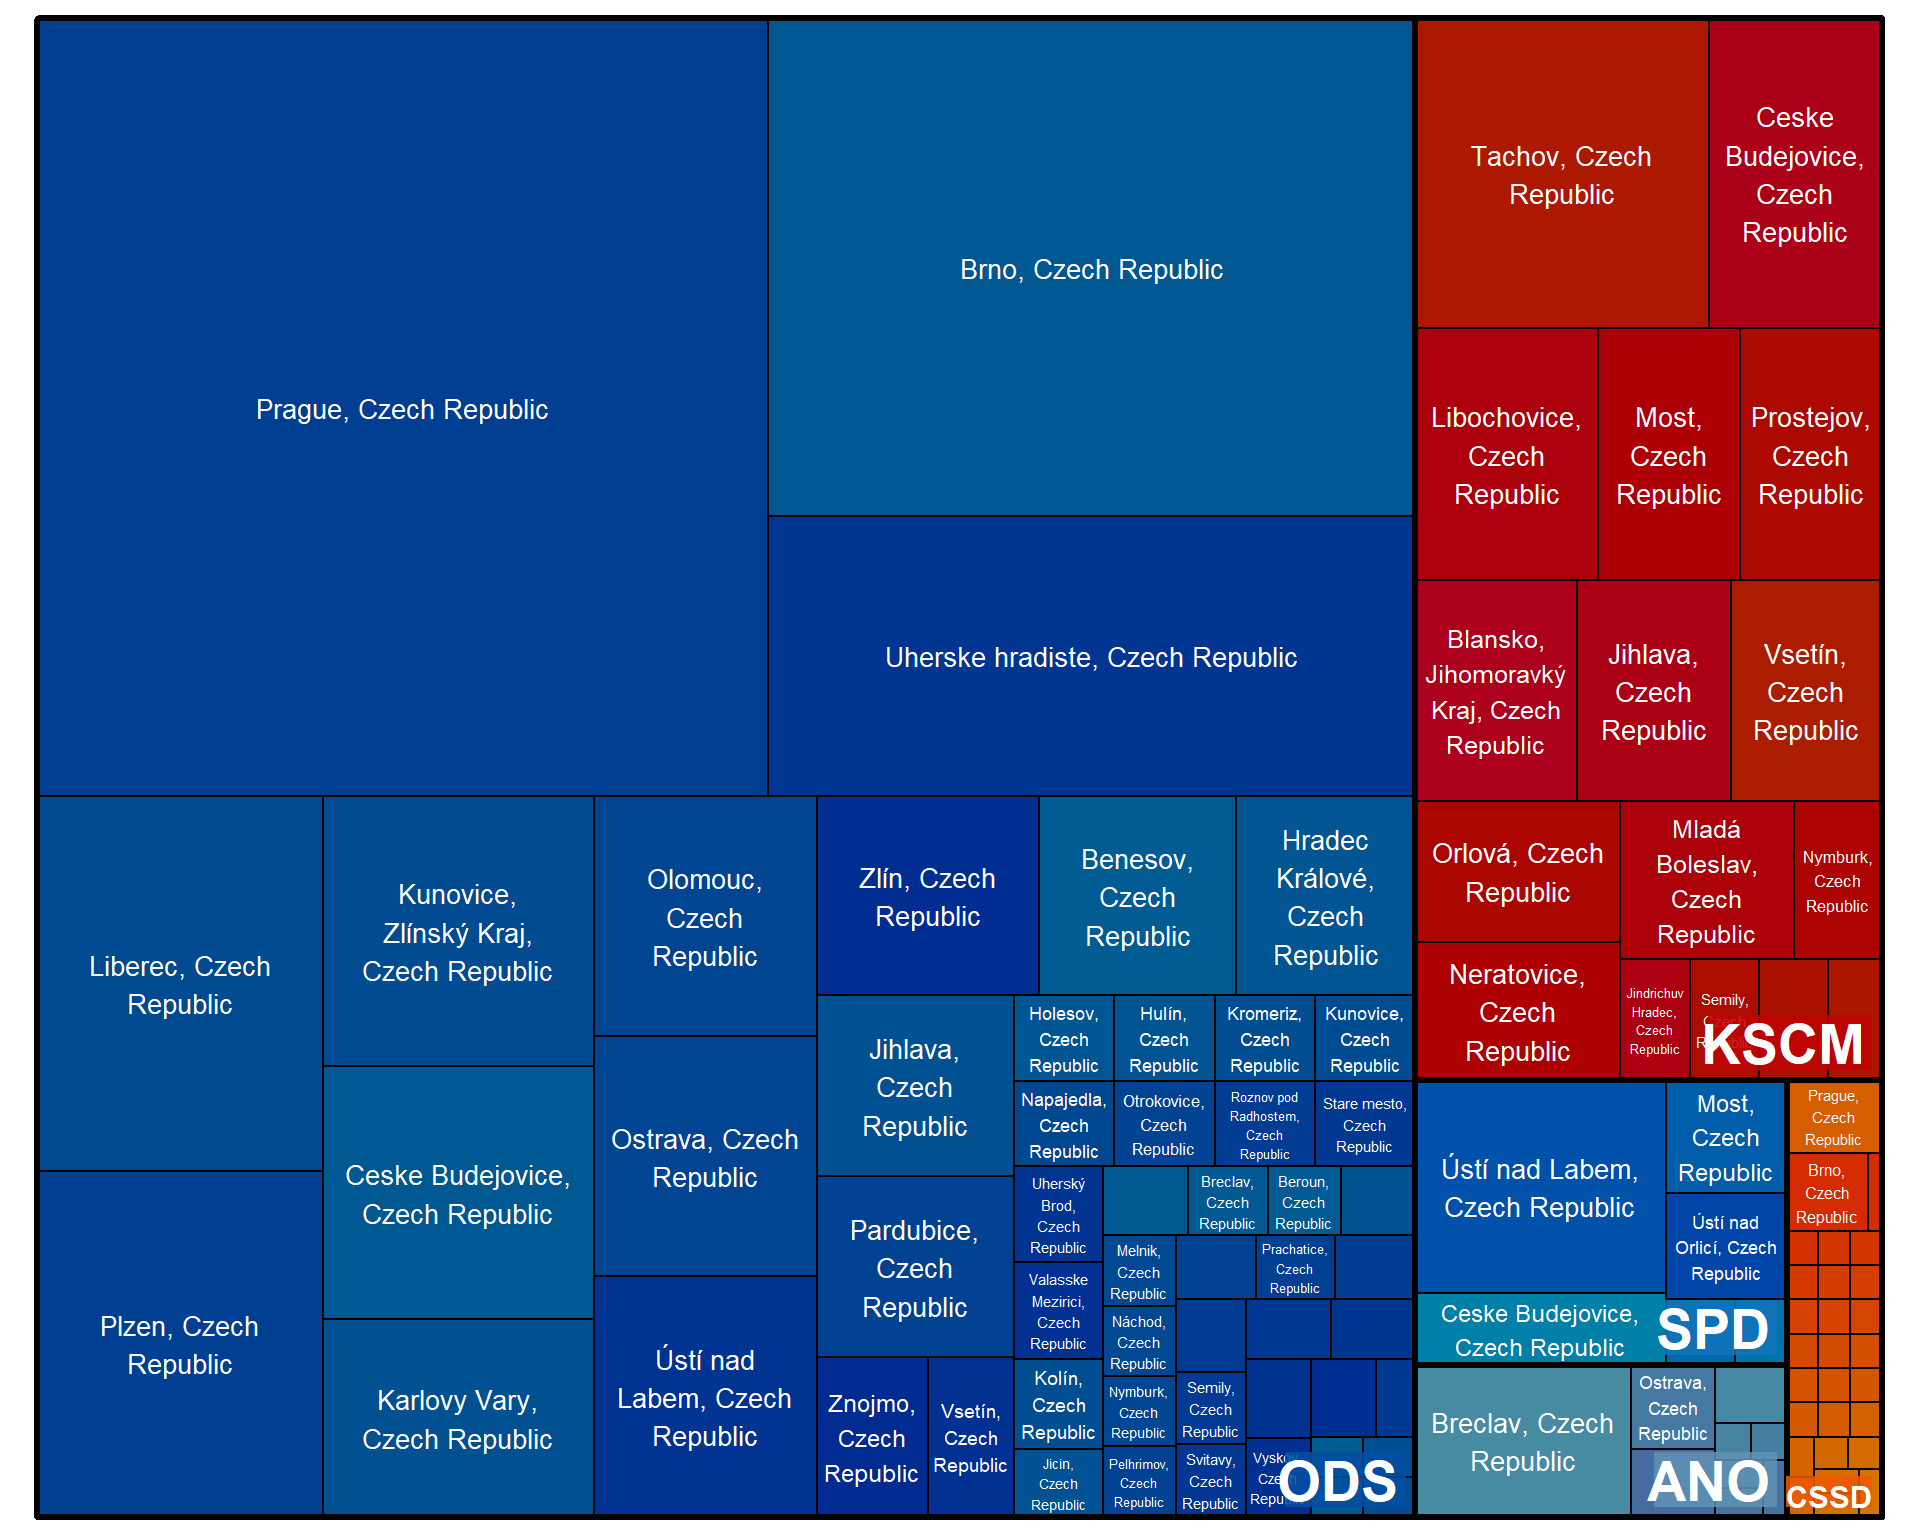 Prague, Czech Republic
Brno, Czech Republic
Uherske hradiste, Czech Republic
Liberec, Czech
Republic
Plzen, Czech
Republic
Kunovice,
Zlínský Kraj,
Czech Republic
Ceske Budejovice,
Czech Republic
Karlovy Vary,
Czech Republic
Olomouc,
Czech
Republic
Ostrava, Czech
Republic
Ústí nad
Labem, Czech
Republic
Zlín, Czech
Republic
Benesov,
Czech
Republic
Hradec
Králové,
Czech
Republic
Jihlava,
Czech
Republic
Pardubice,
Czech
Republic
Znojmo,
Czech
Republic
Vsetín,
Czech
Republic
Holesov,
Czech
Republic
Hulín,
Czech
Republic
Kromeriz,
Czech
Republic
Kunovice,
Czech
Republic
Napajedla,
Czech
Republic
Otrokovice,
Czech
Republic
Roznov pod
Radhostem,
Czech
Republic
Stare mesto,
Czech
Republic
Uherský
Brod,
Czech
Republic
Valasske
Mezirici,
Czech
Republic
Kolín,
Czech
Republic
Jicin,
Czech
Republic
Breclav,
Czech
Republic
Beroun,
Czech
Republic
Melnik,
Czech
Republic
Prachatice,
Czech
Republic
Náchod,
Czech
Republic
Nymburk,
Czech
Republic
Pelhrimov,
Czech
Republic
Semily,
Czech
Republic
Svitavy,
Czech
Republic
ODS
Tachov, Czech
Republic
Ceske
Budejovice,
Czech
Republic
Libochovice,
Czech
Republic
Most,
Czech
Republic
Prostejov,
Czech
Republic
Blansko,
Jihomoravký
Kraj, Czech
Republic
Jihlava,
Czech
Republic
Vsetín,
Czech
Republic
Orlová, Czech
Republic
Neratovice,
Czech
Republic
Mladá
Boleslav,
Czech
Republic
Nymburk,
Czech
Republic
Jindrichuv
Hradec,
Czech
Republic
Semily,
Czech
KSCM
Ústí nad Labem,
Czech Republic
Most,
Czech
Republic
Ústí nad
Orlicí, Czech
Republic
Ceske Budejovice,
Czech Republic
SPD
Breclav, Czech
Republic
Ostrava,
Czech
Republic
ANO
Prague,
Czech
Republic
Brno,
Czech
Republic
CSSD